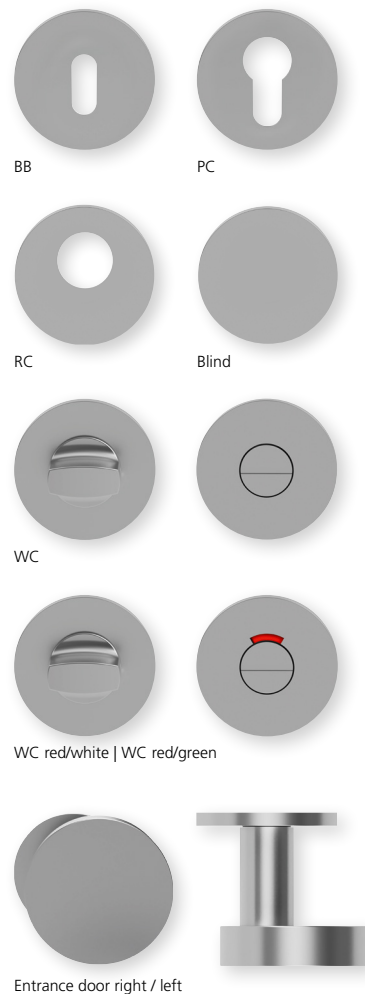 BB
PC
RC
Blind
WC
WC red/white | WC red/green
Entrance door right / left